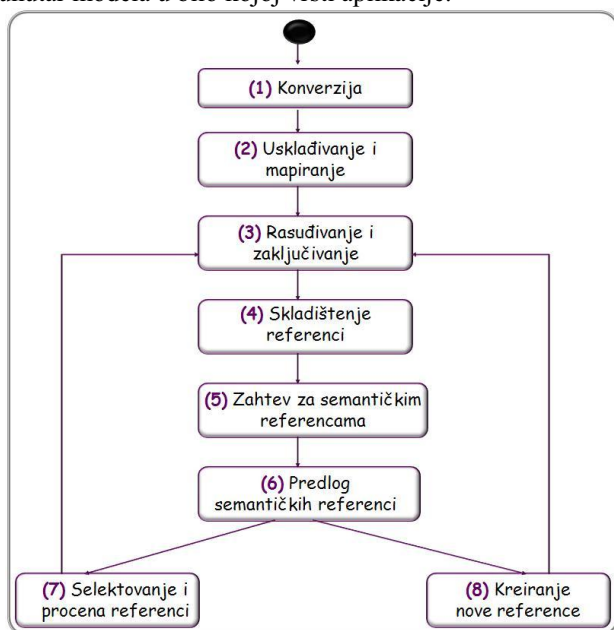 (1) Konverzija
(2) Usklađivanje i
mapiranje
(3) Rasuđivanje i
zaključivanje
(4) Skladištenje
referenci
(5) Zahtev za semantičkim
referencama
(6) Predlog
semantičkih referenci
(7) Selektovanje i
procena referenci
(8) Kreiranje
nove reference